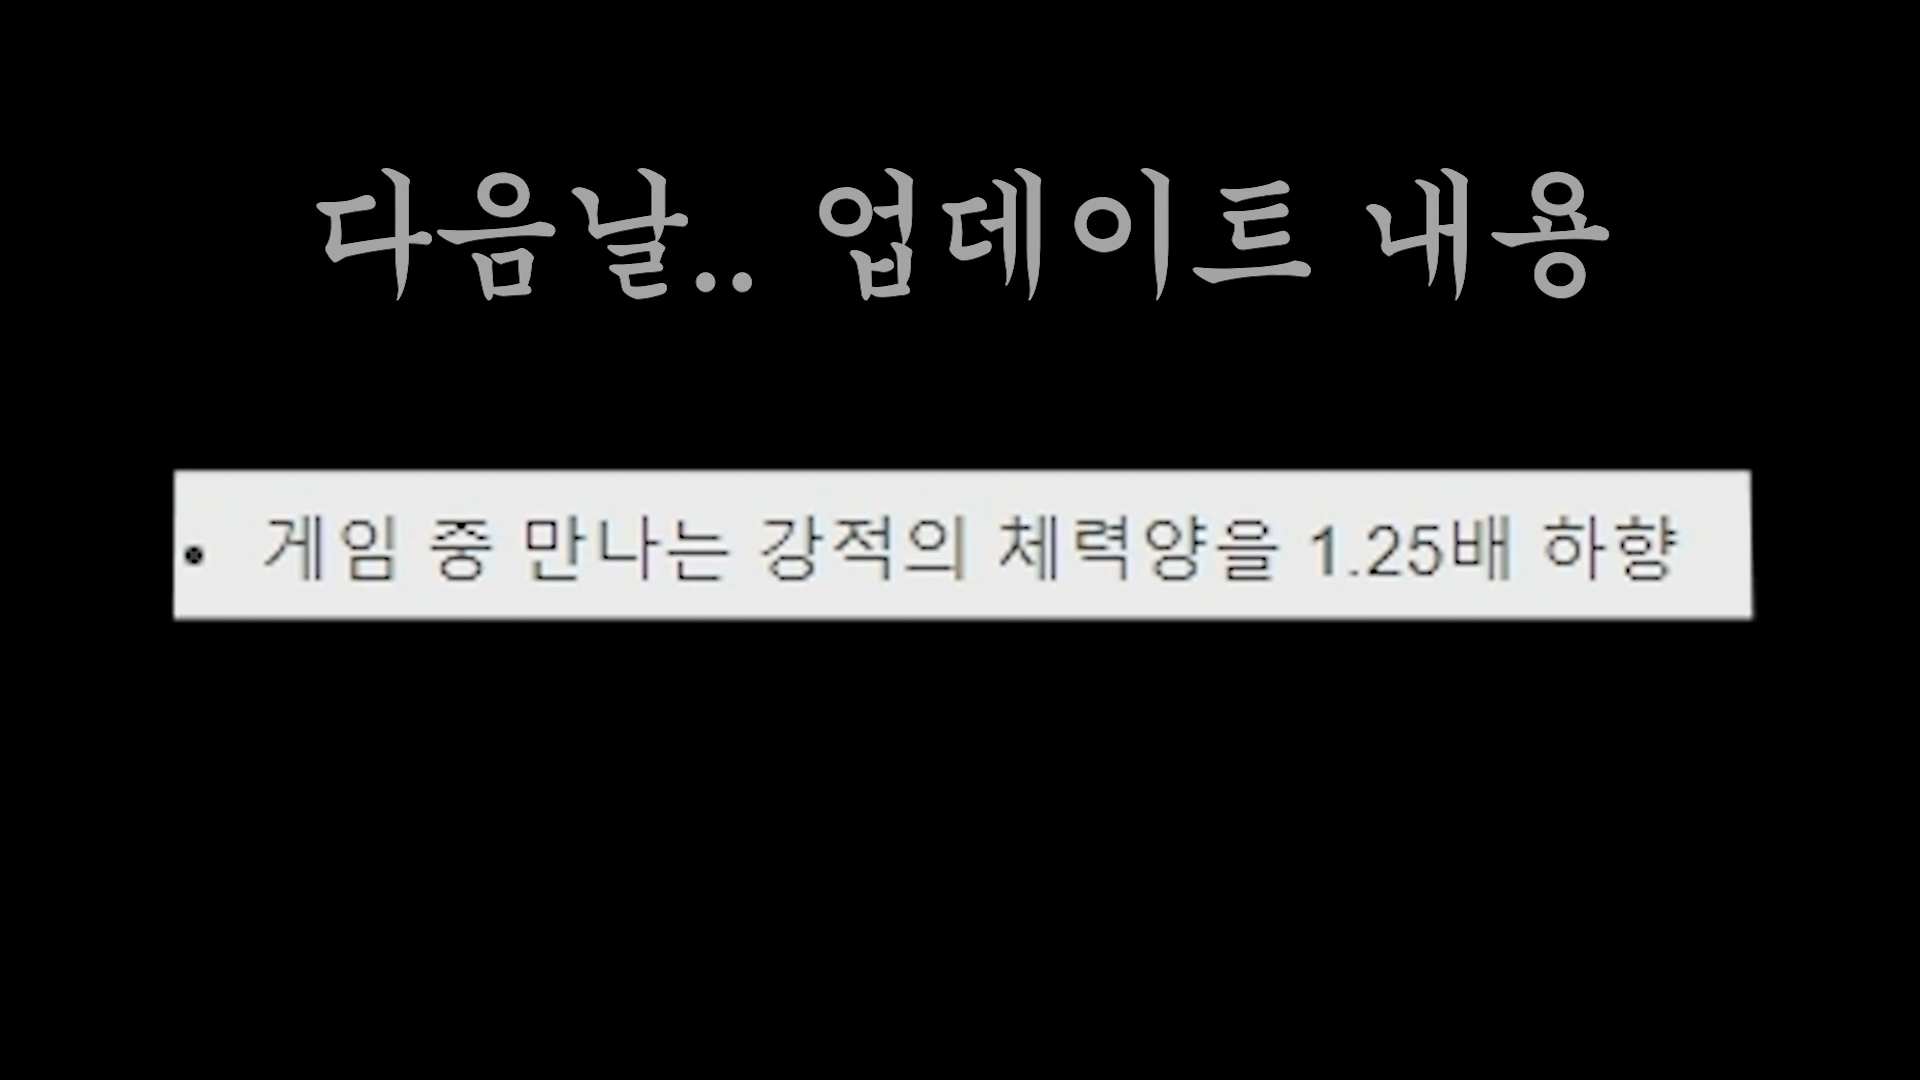 다음날.. 업데이트 내용
• 게임 중 만나는 강적의 체력양을 1.25배 하향